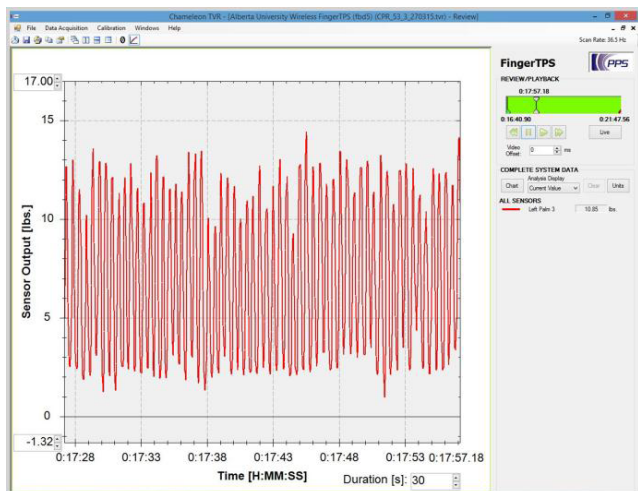 Chameleon TVR - [Alberta University Wireless FingerTPS (fbd5) (CPR_S3_3_270315.tvr) - Review]
File Data Acquisition Calibration Windows Help
Scan Rate: 36.5 Hz
FingerTPS
PPS
REVIEW/PLAYBACK
0:17:57.18
0:16:40.90 0:21:47.56
Live
Video Offset: 0 ms
COMPLETE SYSTEM DATA
Analysis Display
Chart Current Value Clear Units
ALL SENSORS
Left Palm 3 10.85 lbs.
17.00
15
10
5
0
-1.32
Sensor Output [lbs.]
0:17:28 0:17:33 0:17:38 0:17:43 0:17:48 0:17:53 0:17:57.18
Time [H:MM:SS]
Duration [s]: 30